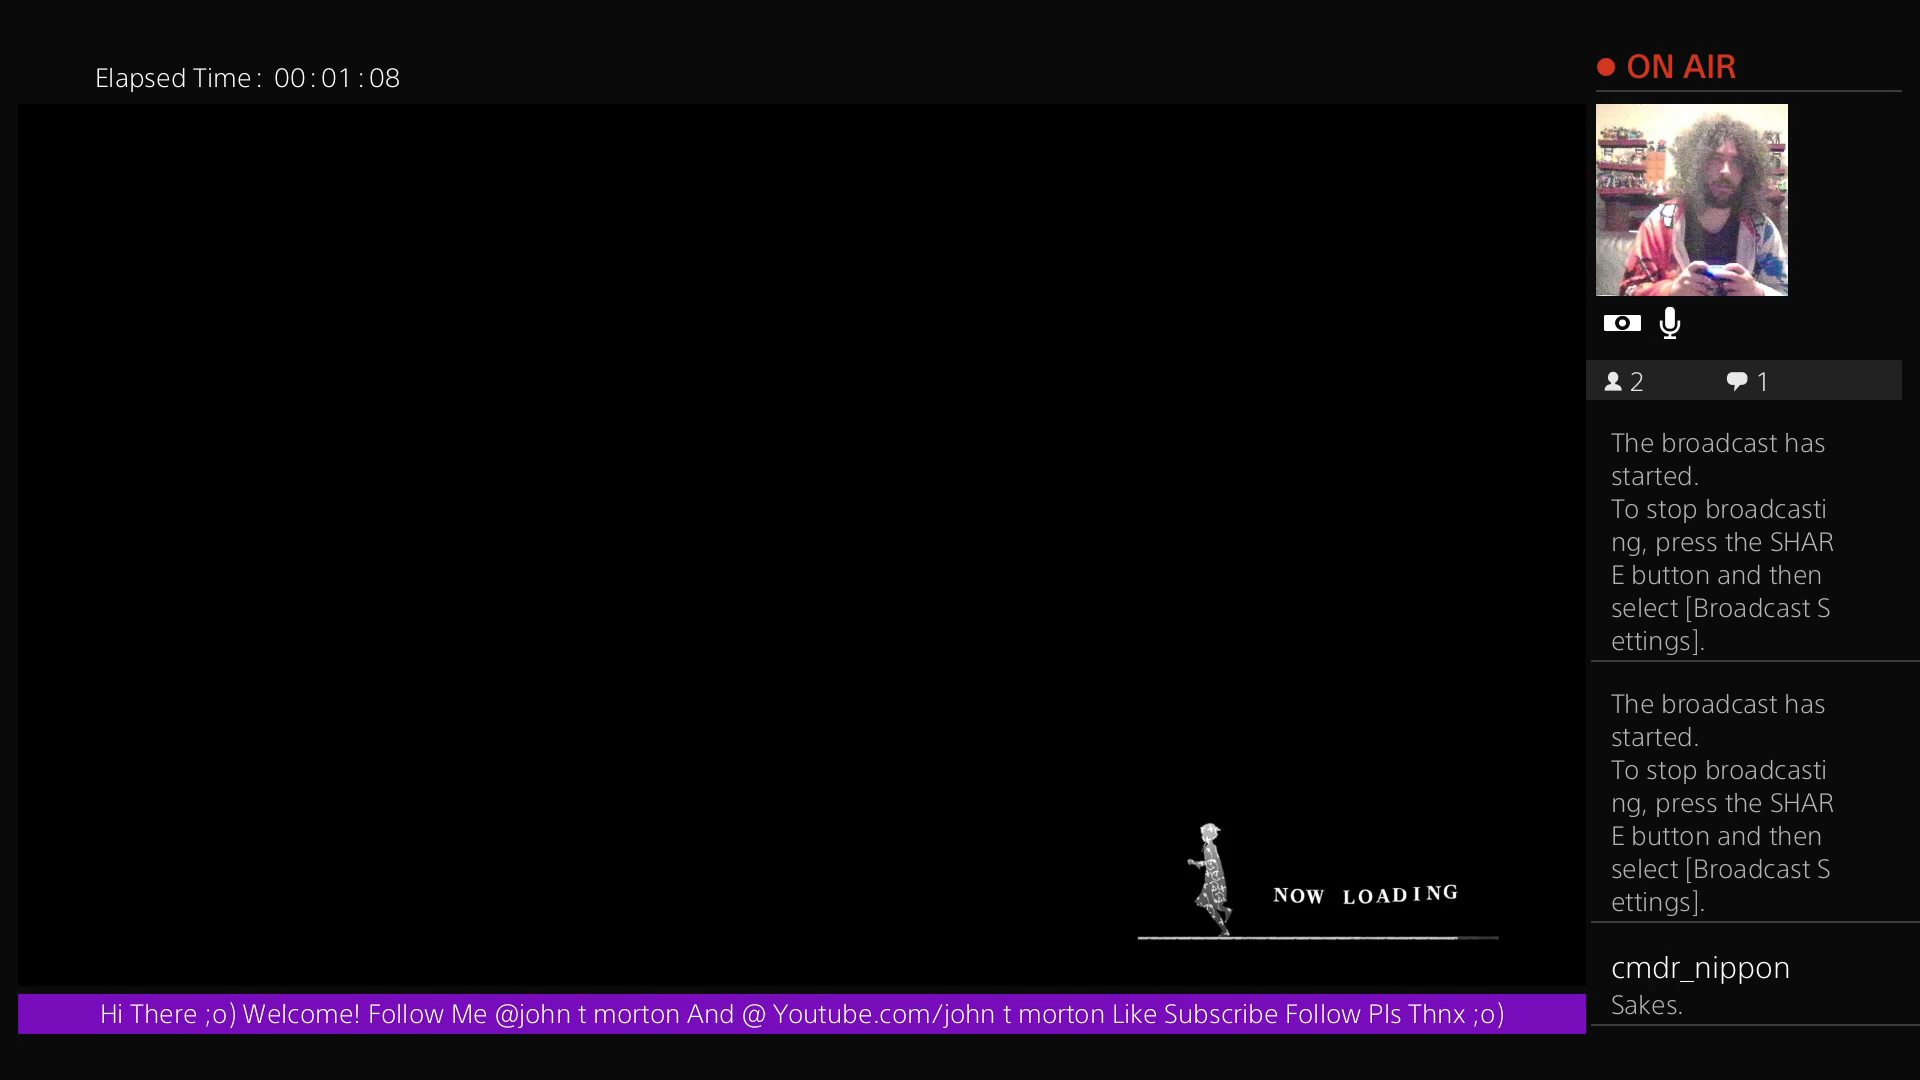 Elapsed Time: 00:01:08
ON AIR
2
1
The broadcast has
started.
To stop broadcasti
ng, press the SHAR
E button and then
select [Broadcast S
ettings].
The broadcast has
started.
To stop broadcasti
ng, press the SHAR
E button and then
select [Broadcast S
ettings].
cmdr_nippon
Sakes.
NOW LOADING
Hi There ;o) Welcome! Follow Me @john t morton And @ Youtube.com/john t morton Like Subscribe Follow Pls Thnx ;o)